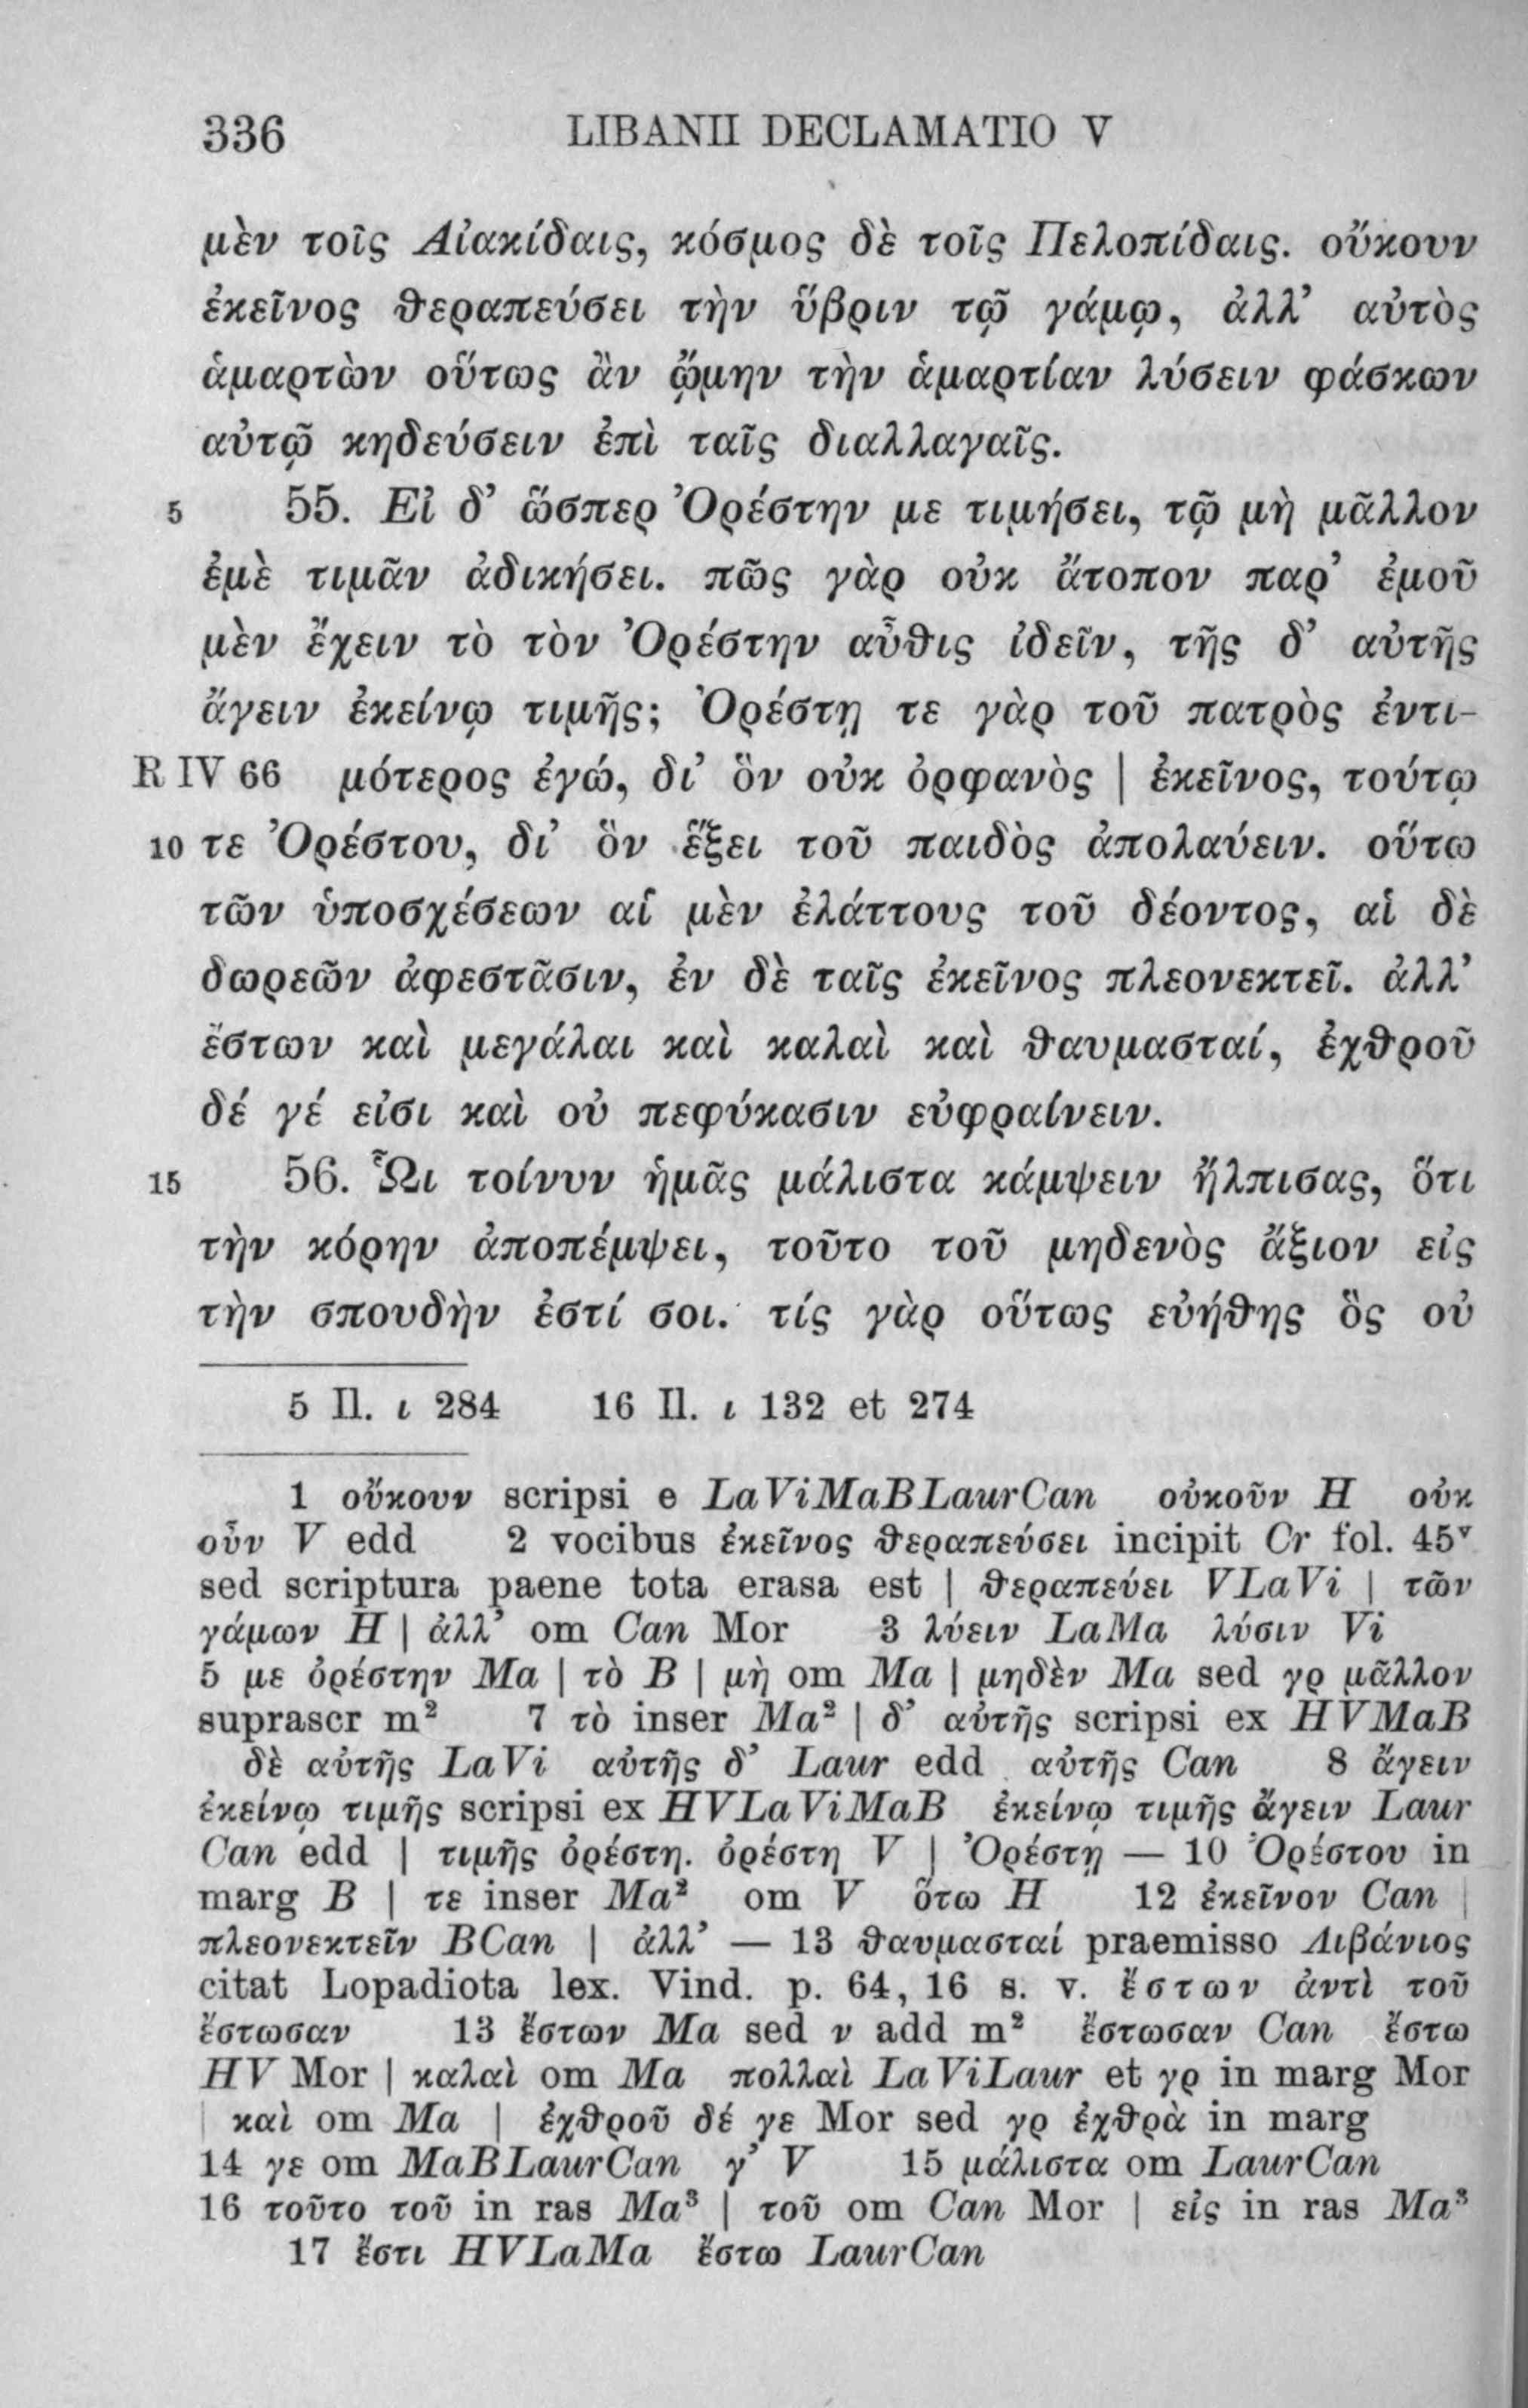 336 LIBANII DECLAMATIO V
μὲν τοῖς Αἰακίδαις, κόσμος δὲ τοῖς Πελοπίδαις. οὔκουν
ἐκεῖνος θεραπεύσει τὴν ὕβριν τῷ γάμῳ, ἀλλ’ αὐτὸς
ἁμαρτὼν οὕτως ἂν ᾤμην τὴν ἁμαρτίαν λύσειν φάσκων
αὐτῷ κηδεύσειν ἐπὶ ταῖς διαλλαγαῖς.
5 55. Εἰ δ’ ὥσπερ Ὀρέστην με τιμήσει, τῷ μὴ μᾶλλον
ἐμὲ τιμᾶν ἀδικήσει. πῶς γὰρ οὐκ ἄτοπον παρ’ ἐμοῦ
μὲν ἔχειν τὸ τὸν Ὀρέστην αὖθις ἰδεῖν, τῆς δ’ αὐτῆς
ἄγειν ἐκείνῳ τιμῆς; Ὀρέστῃ τε γὰρ τοῦ πατρὸς ἐντι-
R IV 66 μότερος ἐγώ, δι’ ὃν οὐκ ὀρφανὸς | ἐκεῖνος, τούτῳ
10 τε Ὀρέστου, δι’ ὃν ἕξει τοῦ παιδὸς ἀπολαύειν. οὕτω
τῶν ὑποσχέσεων αἱ μὲν ἐλάττους τοῦ δέοντος, αἱ δὲ
δωρεῶν ἀφεστᾶσιν, ἐν δὲ ταῖς ἐκεῖνος πλεονεκτεῖ. ἀλλ’
ἔστων καὶ μεγάλαι καὶ καλαὶ καὶ θαυμασταί, ἐχθροῦ
δέ γέ εἰσι καὶ οὐ πεφύκασιν εὐφραίνειν.
15 56. Ὧι τοίνυν ἡμᾶς μάλιστα κάμψειν ἤλπισας, ὅτι
τὴν κόρην ἀποπέμψει, τοῦτο τοῦ μηδενὸς ἄξιον εἰς
τὴν σπουδὴν ἐστί σοι. τίς γὰρ οὕτως εὐήθης ὃς οὐ
5 Il. ι 284 16 Il. ι 132 et 274
1 οὔκουν scripsi e LaViMaBLaurCan οὐκοῦν H οὐκ
οὖν V edd 2 vocibus ἐκεῖνος θεραπεύσει incipit Cr fol. 45ᵛ
sed scriptura paene tota erasa est | θεραπεύει VLaVi | τῶν
γάμων H | ἀλλ’ om Can Mor 3 λύειν LaMa λύσιν Vi
5 με ὀρέστην Ma | τὸ B | μὴ om Ma | μηδὲν Ma sed γρ μᾶλλον
suprascr m² 7 τὸ inser Ma² | δ’ αὐτῆς scripsi ex HVMaB
δὲ αὐτῆς LaVi αὐτῆς δ’ Laur edd αὐτῆς Can 8 ἄγειν
ἐκείνῳ τιμῆς scripsi ex HVLaViMaB ἐκείνῳ τιμῆς ἄγειν Laur
Can edd | τιμῆς ὀρέστη. ὀρέστη V | Ὀρέστῃ — 10 Ὀρέστου in
marg B | τε inser Ma² om V ὅτω H 12 ἐκεῖνον Can |
πλεονεκτεῖν BCan | ἀλλ’ — 13 θαυμασταί praemisso Λιβάνιος
citat Lopadiota lex. Vind. p. 64, 16 s. v. ἔστων ἀντὶ τοῦ
ἔστωσαν 13 ἔστων Ma sed ν add m² ἔστωσαν Can ἔστω
HV Mor | καλαὶ om Ma πολλαὶ LaViLaur et γρ in marg Mor
| καὶ om Ma | ἐχθροῦ δέ γε Mor sed γρ ἐχθρὰ in marg
14 γε om MaBLaurCan γ’ V 15 μάλιστα om LaurCan
16 τοῦτο τοῦ in ras Ma³ | τοῦ om Can Mor | εἰς in ras Ma³
17 ἔστι HVLaMa ἔστω LaurCan